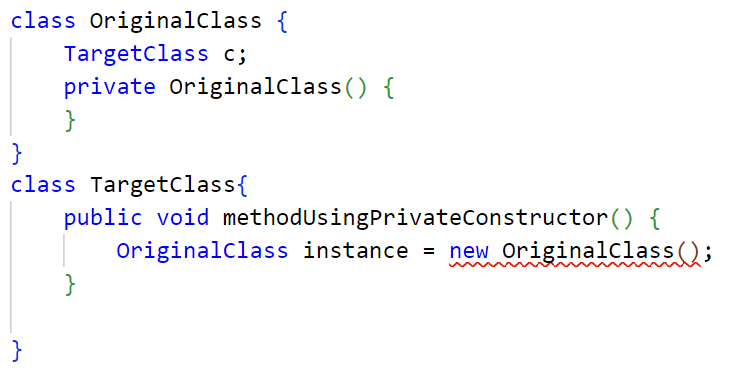 class OriginalClass {
    TargetClass c;
    private OriginalClass() {
    }
}
class TargetClass{
    public void methodUsingPrivateConstructor() {
        OriginalClass instance = new OriginalClass();
    }
}